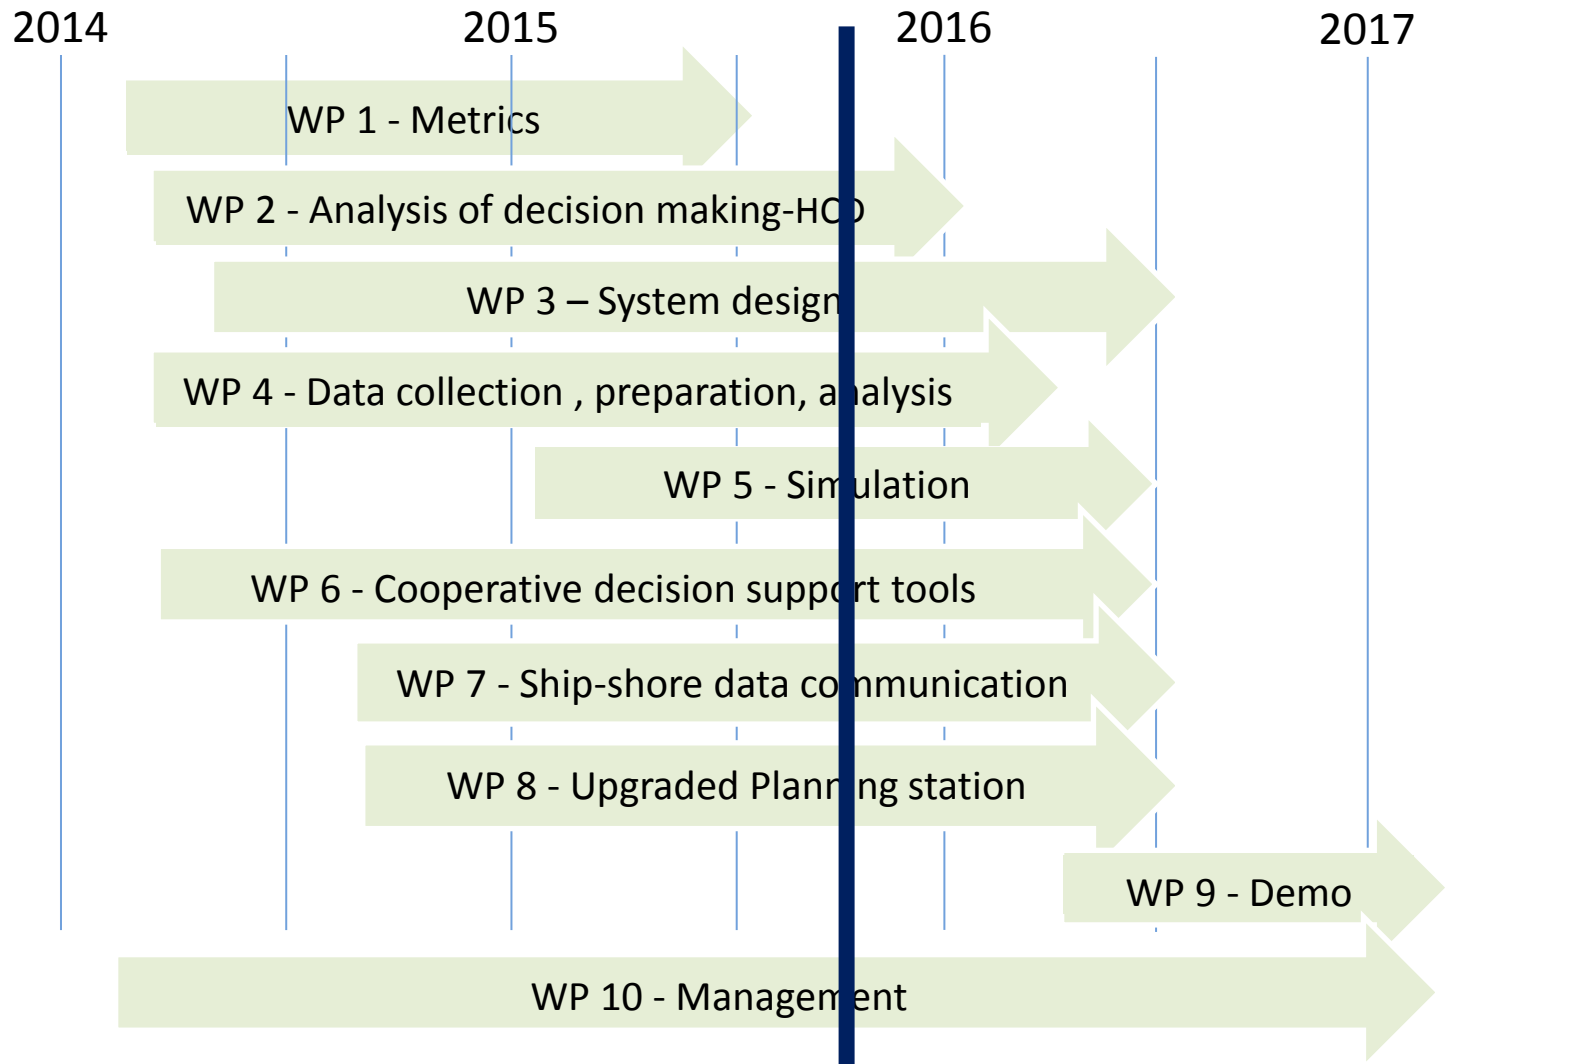 2014 2015 2016 2017
WP 1 - Metrics
WP 2 - Analysis of decision making-HCD
WP 3 – System design
WP 4 - Data collection , preparation, analysis
WP 5 - Simulation
WP 6 - Cooperative decision support tools
WP 7 - Ship-shore data communication
WP 8 - Upgraded Planning station
WP 9 - Demo
WP 10 - Management